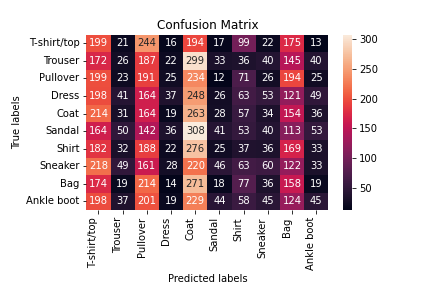 Confusion Matrix
True labels
T-shirt/top 199 21 244 16 194 17 99 22 175 13
Trouser 172 26 187 22 299 33 36 40 145 40
Pullover 199 23 191 25 234 12 71 26 194 25
Dress 198 41 164 37 248 26 63 53 121 49
Coat 214 31 164 19 263 28 57 34 154 36
Sandal 164 50 142 36 308 41 53 40 113 53
Shirt 182 32 188 22 276 25 37 36 169 33
Sneaker 218 49 161 28 220 46 63 60 122 33
Bag 174 19 214 14 271 18 77 36 158 19
Ankle boot 198 37 201 19 229 44 58 45 124 45
T-shirt/top Trouser Pullover Dress Coat Sandal Shirt Sneaker Bag Ankle boot
Predicted labels
300
250
200
150
100
50